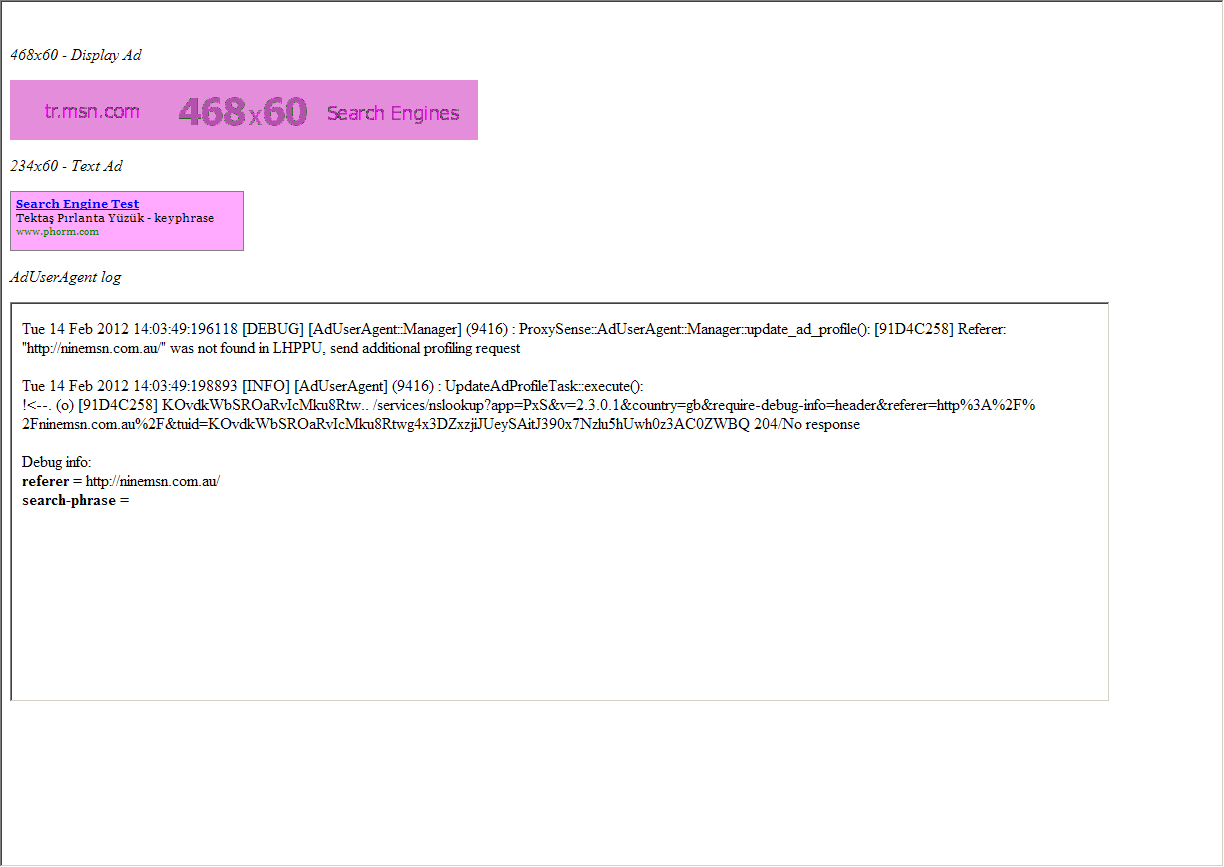 468x60 - Display Ad
tr.msn.com 468x60 Search Engines
234x60 - Text Ad
Search Engine Test
Tektaş Pırlanta Yüzük - keyphrase
www.phorm.com
AdUserAgent log
Tue 14 Feb 2012 14:03:49:196118 [DEBUG] [AdUserAgent::Manager] (9416) : ProxySense::AdUserAgent::Manager::update_ad_profile(): [91D4C258] Referer:
"http://ninemsn.com.au/" was not found in LHPPU, send additional profiling request
Tue 14 Feb 2012 14:03:49:198893 [INFO] [AdUserAgent] (9416) : UpdateAdProfileTask::execute():
!<--. (o) [91D4C258] KOvdkWbSROaRvIcMku8Rtw.. /services/nslookup?app=PxS&v=2.3.0.1&country=gb&require-debug-info=header&referer=http%3A%2F%
2Fninemsn.com.au%2F&tuid=KOvdkWbSROaRvIcMku8Rtwg4x3DZxzjiJUeySAitJ390x7Nzlu5hUwh0z3AC0ZWBQ 204/No response
Debug info:
referer = http://ninemsn.com.au/
search-phrase =